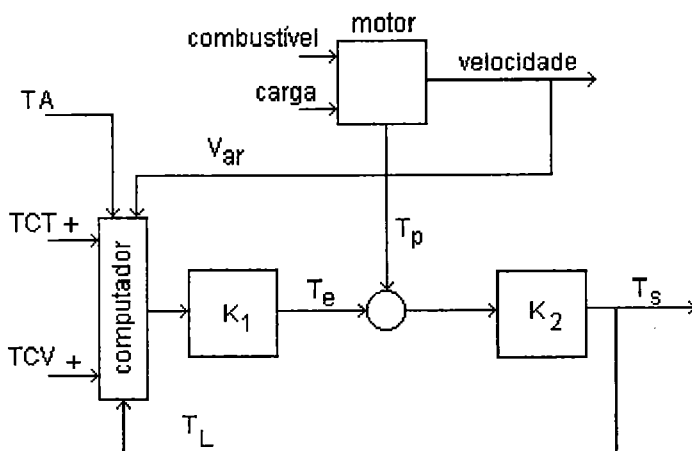 motor
combustível
velocidade
carga
TA
V_ar
TCT +
T_p
computador
K_1
T_e
K_2
T_s
TCV +
T_L